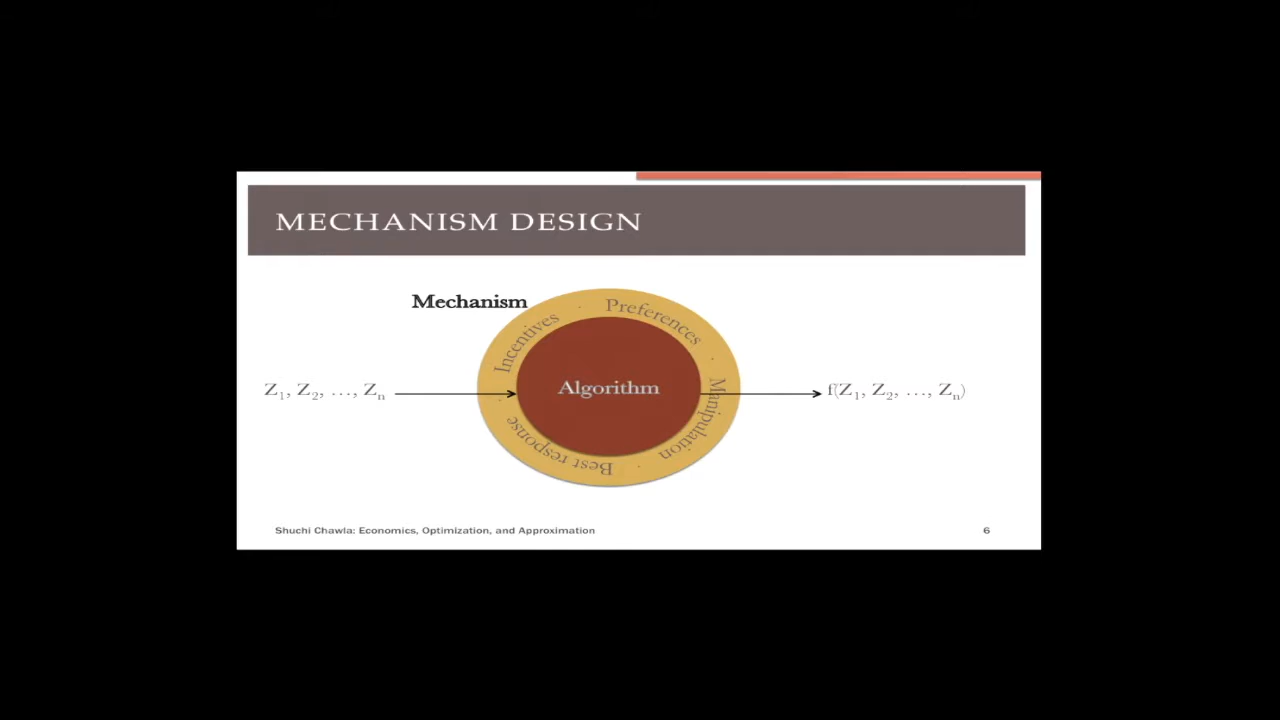 MECHANISM DESIGN
Mechanism
Incentives · Preferences · Manipulation · Best response ·
Algorithm
Z₁, Z₂, …, Zₙ
f(Z₁, Z₂, …, Zₙ)
Shuchi Chawla: Economics, Optimization, and Approximation
6